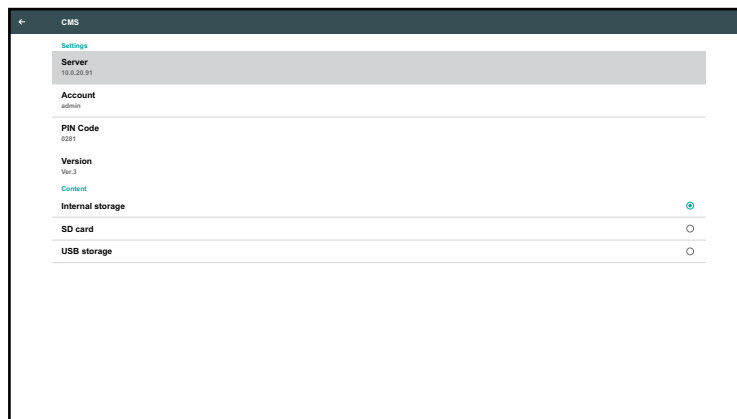 CMS
Settings
Server
10.0.20.91
Account
admin
PIN Code
0281
Version
Ver.3
Content
Internal storage
SD card
USB storage